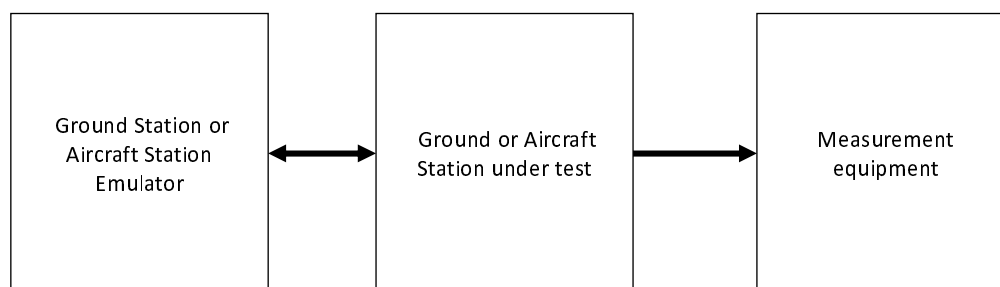 Ground Station or
Aircraft Station
Emulator
Ground or Aircraft
Station under test
Measurement
equipment